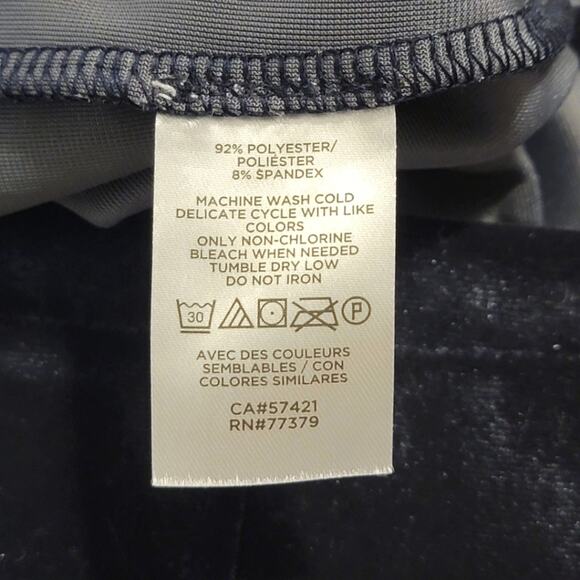 92% POLYESTER/
POLIÉSTER
8% SPANDEX
MACHINE WASH COLD
DELICATE CYCLE WITH LIKE
COLORS
ONLY NON-CHLORINE
BLEACH WHEN NEEDED
TUMBLE DRY LOW
DO NOT IRON
30 P
AVEC DES COULEURS
SEMBLABLES / CON
COLORES SIMILARES
CA#57421
RN#77379